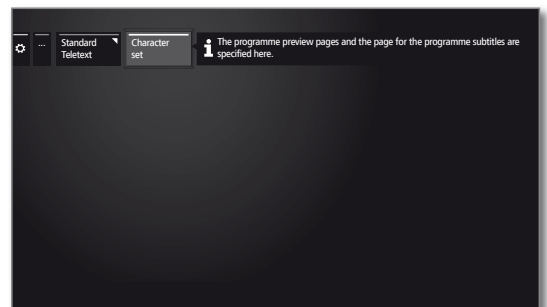 ...
Standard
Teletext
Character
set
The programme preview pages and the page for the programme subtitles are
specified here.